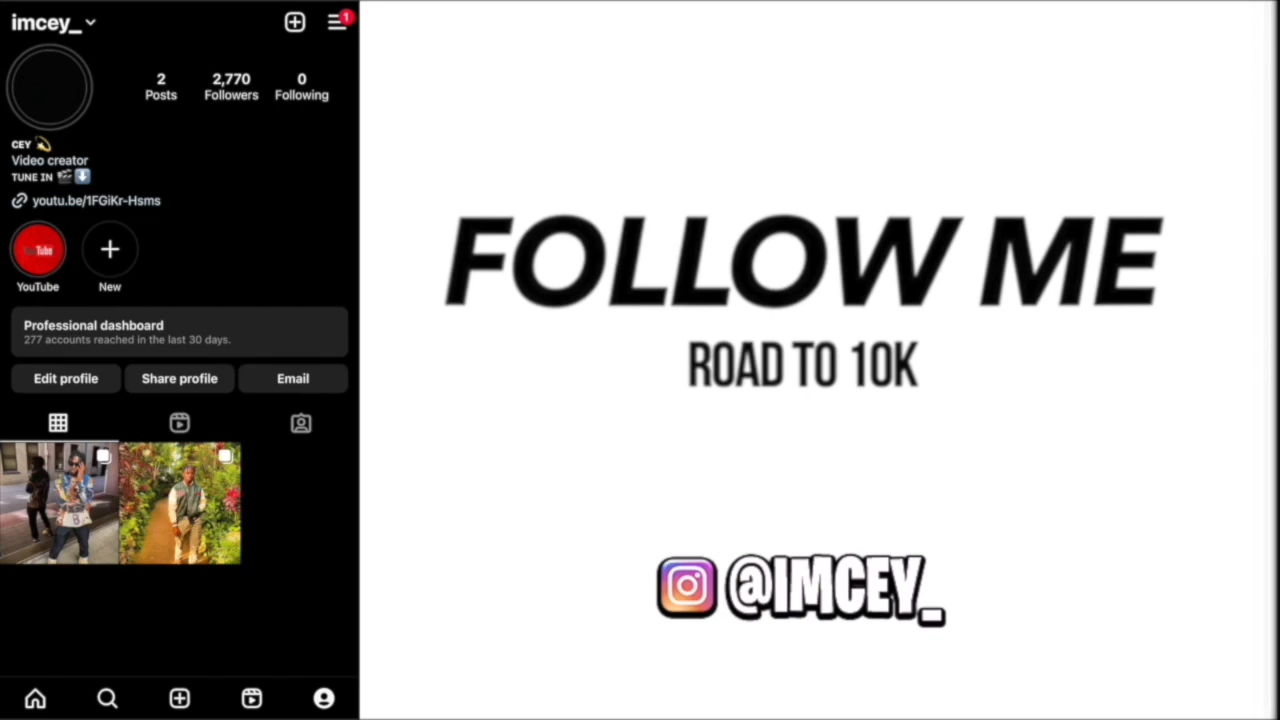 imcey_
1
2
Posts
2,770
Followers
0
Following
CEY
Video creator
TUNE IN
youtu.be/1FGiKr-Hsms
YouTube
New
Professional dashboard
277 accounts reached in the last 30 days.
Edit profile
Share profile
Email
FOLLOW ME
ROAD TO 10K
@IMCEY_